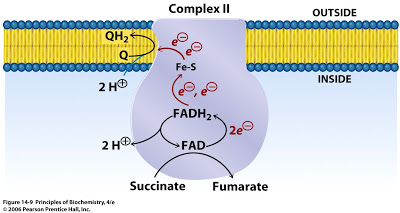 Complex II
OUTSIDE
QH₂
Q
e⊖
e⊖
Fe-S
INSIDE
2 H⊕
e⊖, e⊖
FADH₂
2e⊖
2 H⊕
FAD
Succinate
Fumarate
Figure 14-9 Principles of Biochemistry, 4/e
© 2006 Pearson Prentice Hall, Inc.